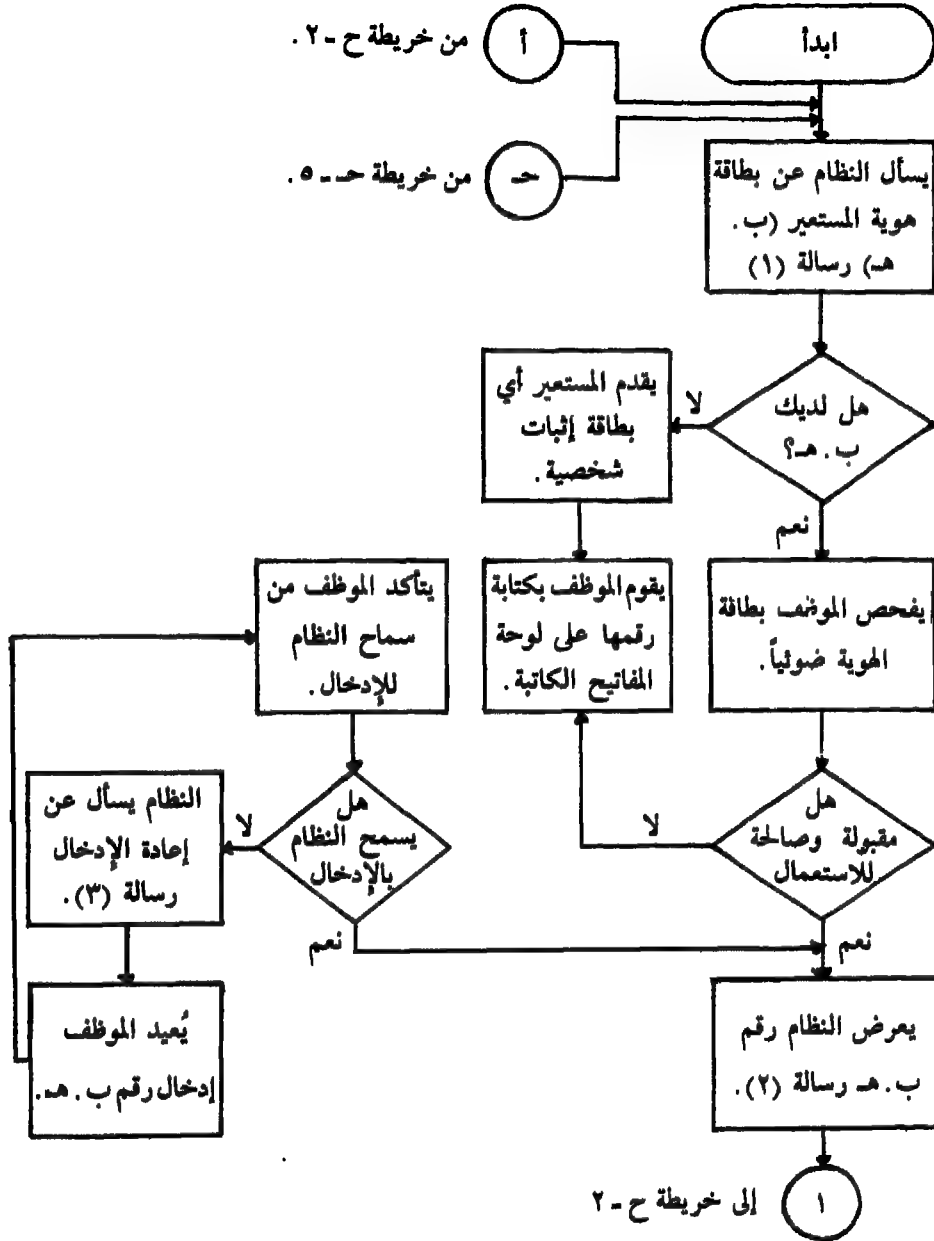 ابدأ
أ
من خريطة ح ـ ٢ .
حـ
من خريطة حـ ـ ٥ .
يسأل النظام عن بطاقة
هوية المستعير (ب .
هـ) رسالة (١)
هل لديك
ب . هـ؟
لا
نعم
يقدم المستعير أي
بطاقة إثبات
شخصية .
يفحص الموظف بطاقة
الهوية ضوئياً .
يقوم الموظف بكتابة
رقمها على لوحة
المفاتيح الكاتبة .
يتأكد الموظف من
سماح النظام
للإدخال .
هل
مقبولة وصالحة
للاستعمال
لا
نعم
هل
يسمح النظام
بالإدخال
لا
نعم
النظام يسأل عن
إعادة الإدخال
رسالة (٣) .
يُعيد الموظف
إدخال رقم ب . هـ .
يعرض النظام رقم
ب . هـ رسالة (٢) .
١
إلى خريطة ح ـ ٢